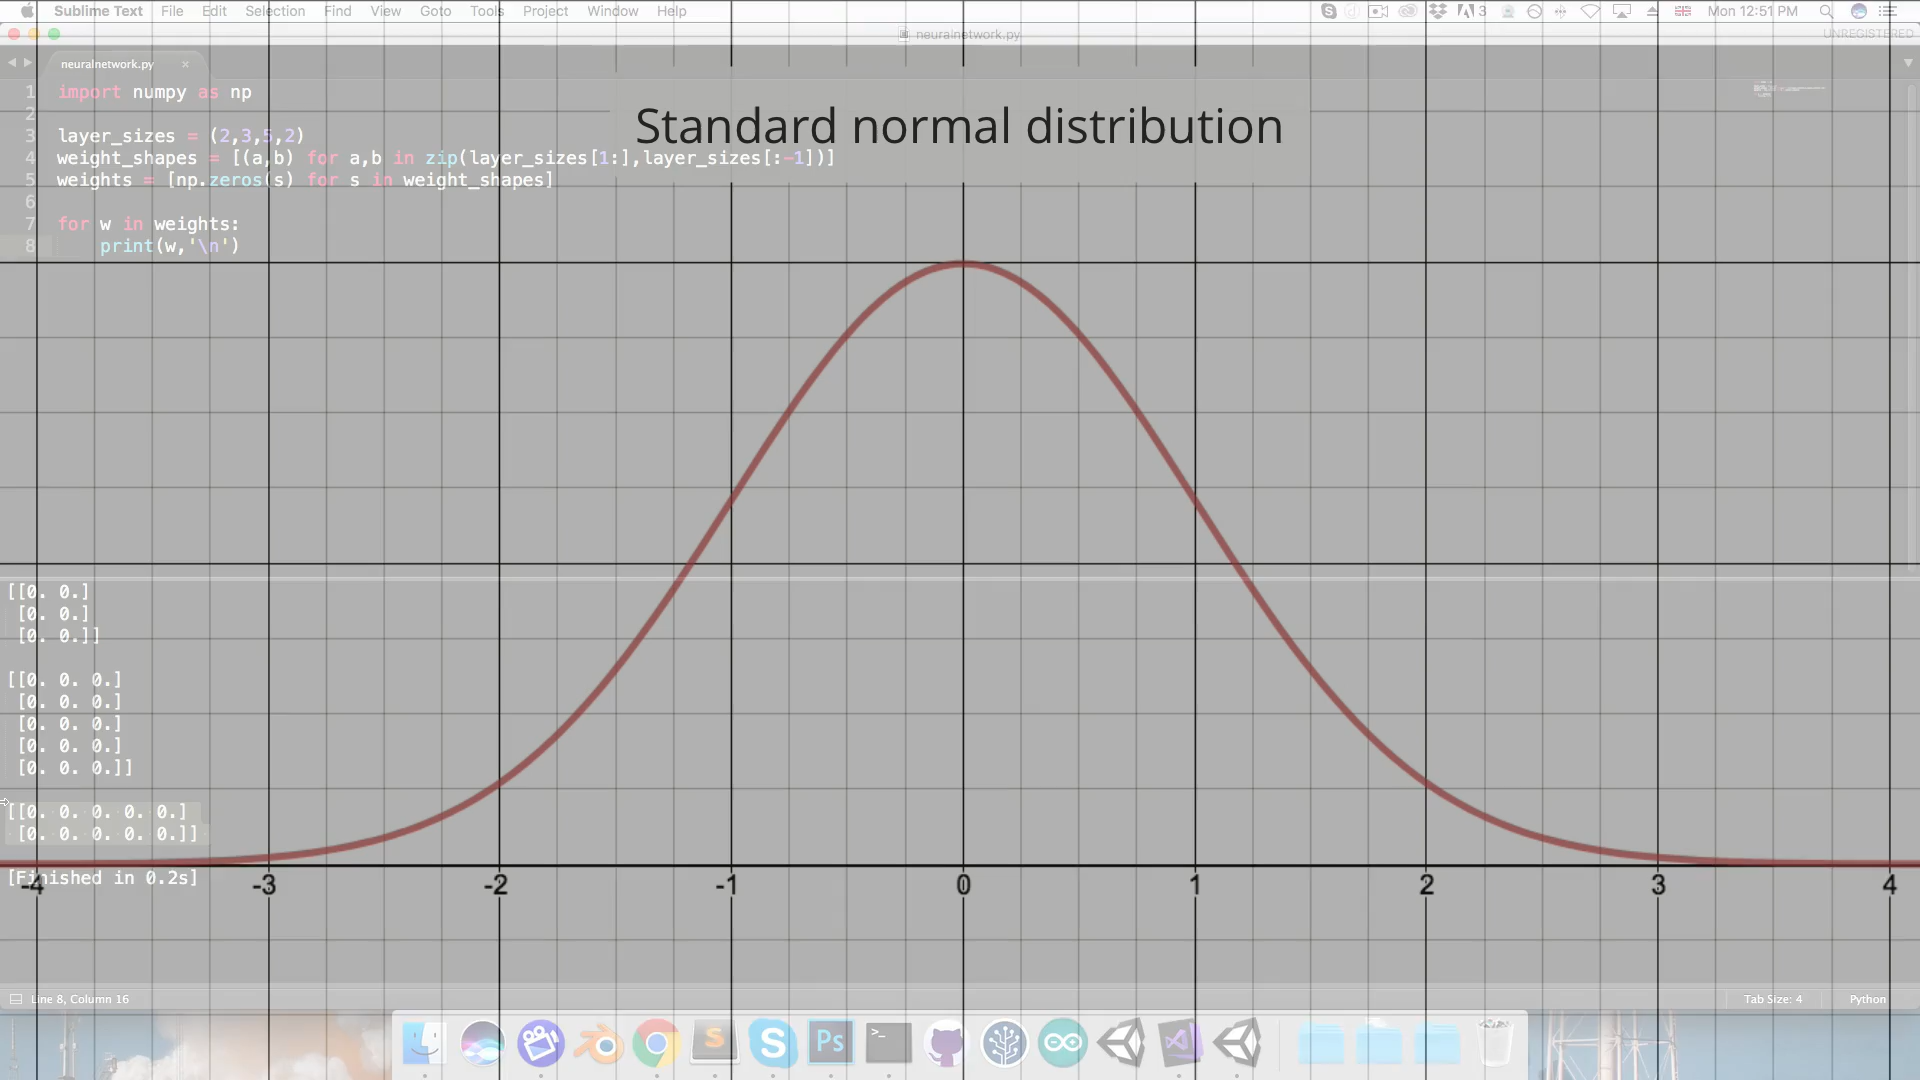 Sublime Text File Edit Selection Find View Goto Tools Project Window Help 3 Mon 12:51 PM
neuralnetwork.py UNREGISTERED
neuralnetwork.py ×
Standard normal distribution
1 import numpy as np
2
3 layer_sizes = (2,3,5,2)
4 weight_shapes = [(a,b) for a,b in zip(layer_sizes[1:],layer_sizes[:-1])]
5 weights = [np.zeros(s) for s in weight_shapes]
6
7 for w in weights:
8 print(w,'\n')
[[0. 0.]
[0. 0.]
[0. 0.]]
[[0. 0. 0.]
[0. 0. 0.]
[0. 0. 0.]
[0. 0. 0.]
[0. 0. 0.]]
[[0. 0. 0. 0. 0.]
[0. 0. 0. 0. 0.]]
[Finished in 0.2s]
-4 -3 -2 -1 0 1 2 3 4
Line 8, Column 16 Tab Size: 4 Python
S S Ps >_